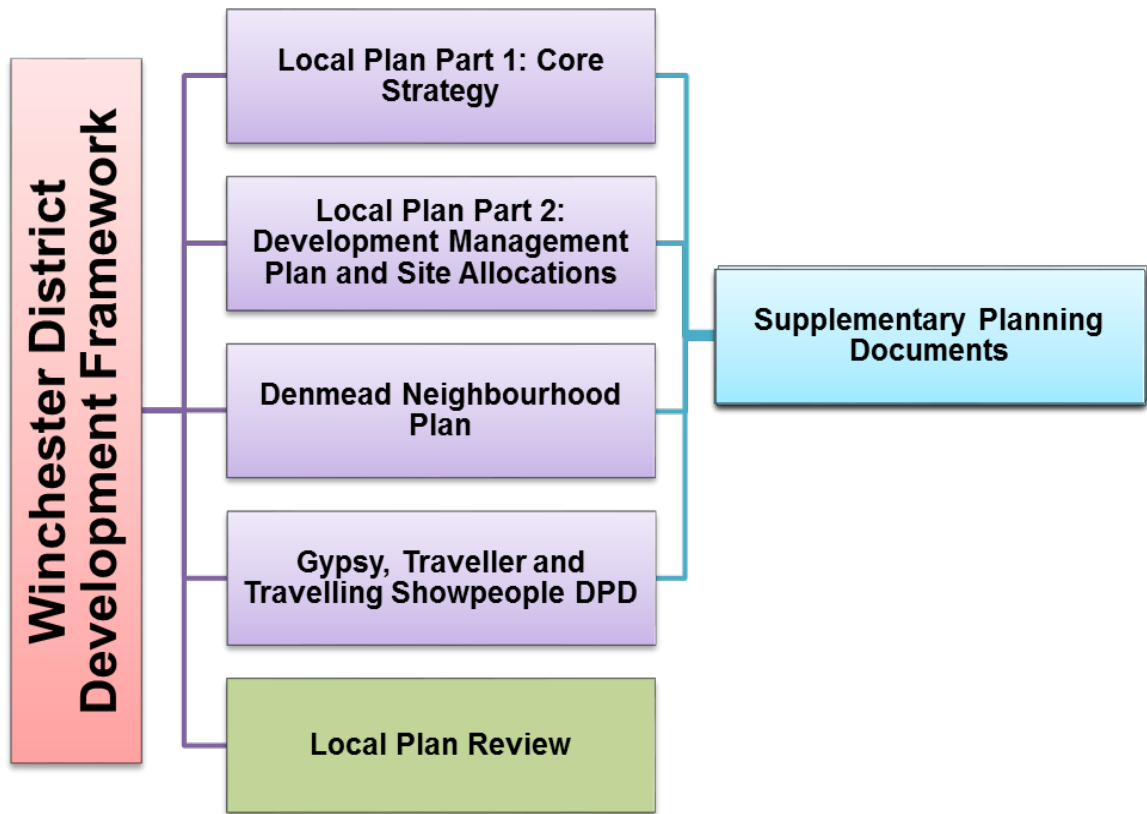 Winchester District
Development Framework
Local Plan Part 1: Core
Strategy
Local Plan Part 2:
Development Management
Plan and Site Allocations
Denmead Neighbourhood
Plan
Gypsy, Traveller and
Travelling Showpeople DPD
Local Plan Review
Supplementary Planning
Documents